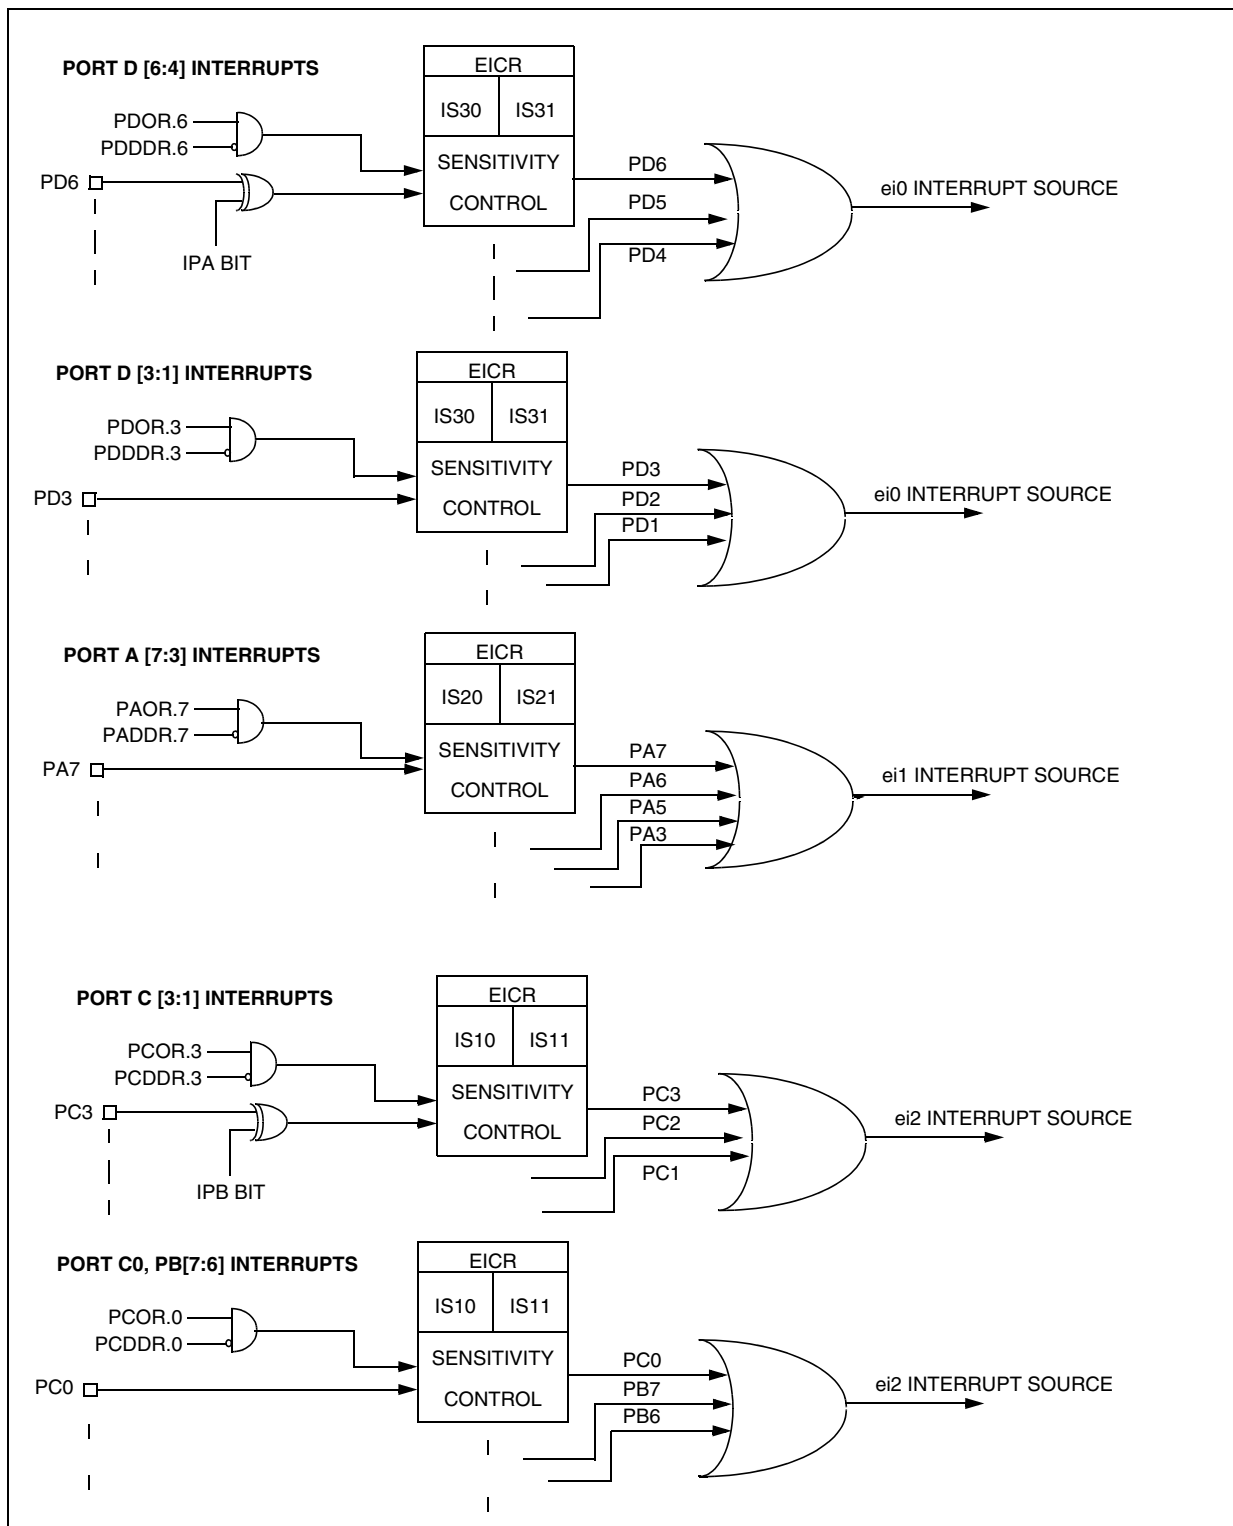 PORT D [6:4] INTERRUPTS
EICR
IS30 IS31
PDOR.6
PDDDR.6
SENSITIVITY
CONTROL
PD6
IPA BIT
PD6
PD5
PD4
ei0 INTERRUPT SOURCE
PORT D [3:1] INTERRUPTS
EICR
IS30 IS31
PDOR.3
PDDDR.3
SENSITIVITY
CONTROL
PD3
PD3
PD2
PD1
ei0 INTERRUPT SOURCE
PORT A [7:3] INTERRUPTS
EICR
IS20 IS21
PAOR.7
PADDR.7
SENSITIVITY
CONTROL
PA7
PA7
PA6
PA5
PA3
ei1 INTERRUPT SOURCE
PORT C [3:1] INTERRUPTS
EICR
IS10 IS11
PCOR.3
PCDDR.3
SENSITIVITY
CONTROL
PC3
IPB BIT
PC3
PC2
PC1
ei2 INTERRUPT SOURCE
PORT C0, PB[7:6] INTERRUPTS
EICR
IS10 IS11
PCOR.0
PCDDR.0
SENSITIVITY
CONTROL
PC0
PC0
PB7
PB6
ei2 INTERRUPT SOURCE